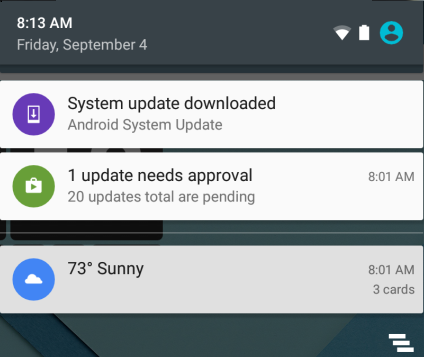 8:13 AM
Friday, September 4
System update downloaded
Android System Update
1 update needs approval 8:01 AM
20 updates total are pending
73° Sunny 8:01 AM
3 cards